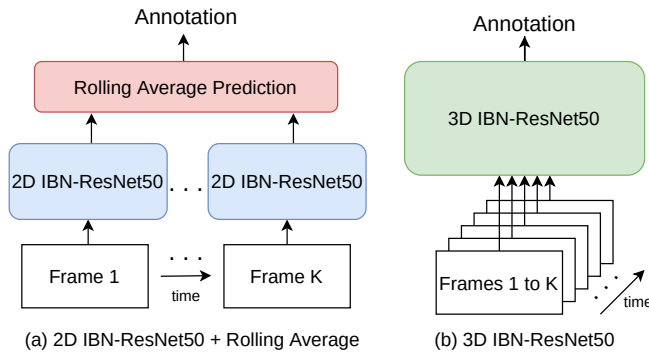 Annotation
Rolling Average Prediction
2D IBN-ResNet50 . . . 2D IBN-ResNet50
. . .
Frame 1
time
Frame K
(a) 2D IBN-ResNet50 + Rolling Average
Annotation
3D IBN-ResNet50
Frames 1 to K
. . .
time
(b) 3D IBN-ResNet50